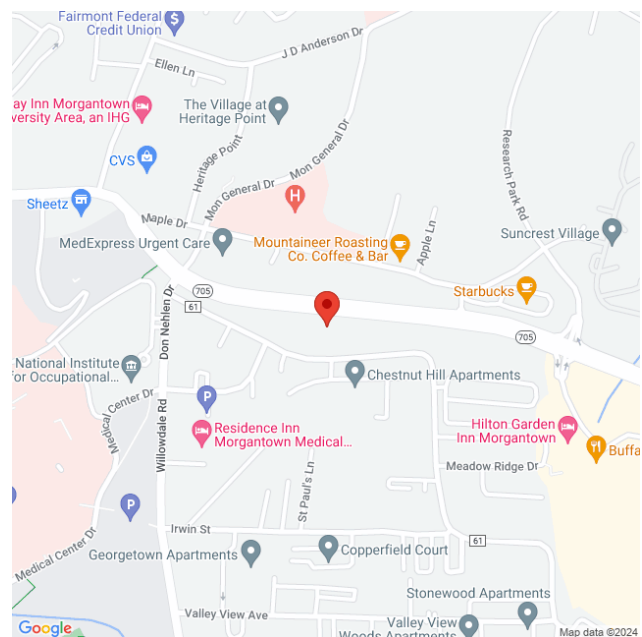 Fairmont Federal
Credit Union
J D Anderson Dr
Ellen Ln
ay Inn Morgantown
versity Area, an IHG
The Village at
Heritage Point
CVS
Heritage Point
Mon General Dr
Mon General Dr
Research Park Rd
Sheetz
Maple Dr
H
MedExpress Urgent Care
Mountaineer Roasting
Co. Coffee & Bar
Apple Ln
Suncrest Village
Starbucks
705
61
Don Nehlen Dr
705
National Institute
for Occupational...
Chestnut Hill Apartments
Medical Center Dr
P
Residence Inn
Morgantown Medical...
Willowdale Rd
Hilton Garden
Inn Morgantown
Buffa
Meadow Ridge Dr
St Paul's Ln
P
Irwin St
61
Georgetown Apartments
Copperfield Court
Medical Center Dr
Stonewood Apartments
Valley View Ave
Valley View
Woods Apartments
Google
Map data ©2024